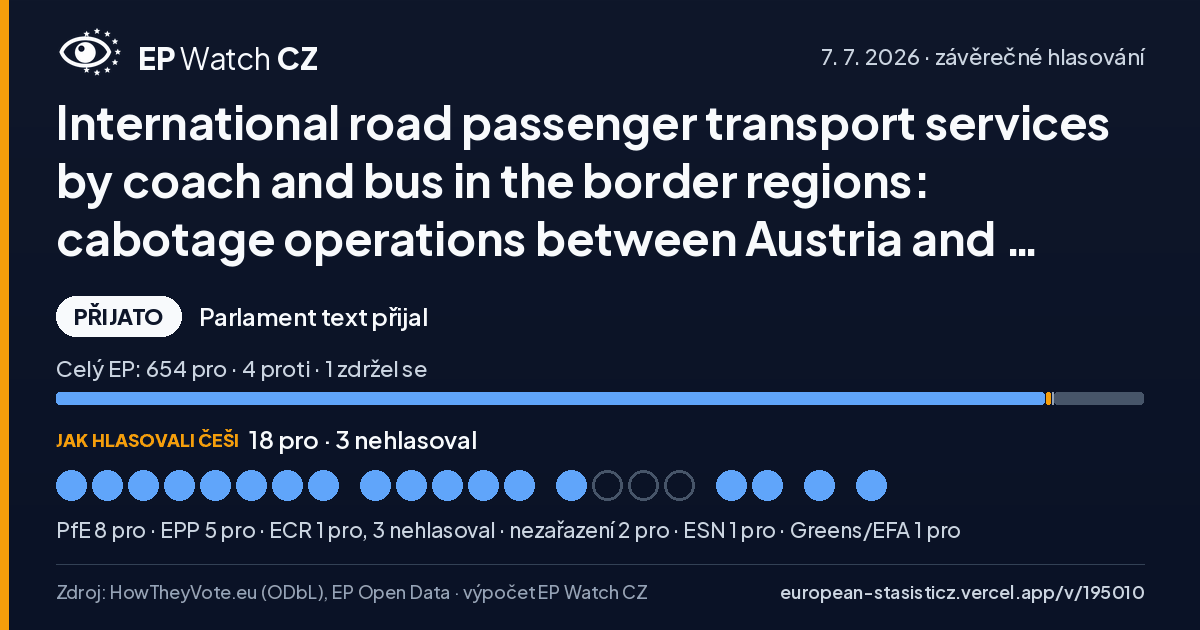 EP Watch CZ
7. 7. 2026 · závěrečné hlasování
International road passenger transport services
by coach and bus in the border regions:
cabotage operations between Austria and …
PŘIJATO Parlament text přijal
Celý EP: 654 pro · 4 proti · 1 zdržel se
JAK HLASOVALI ČEŠI 18 pro · 3 nehlasoval
PfE 8 pro · EPP 5 pro · ECR 1 pro, 3 nehlasoval · nezařazení 2 pro · ESN 1 pro · Greens/EFA 1 pro
Zdroj: HowTheyVote.eu (ODbL), EP Open Data · výpočet EP Watch CZ
european-stasisticz.vercel.app/v/195010